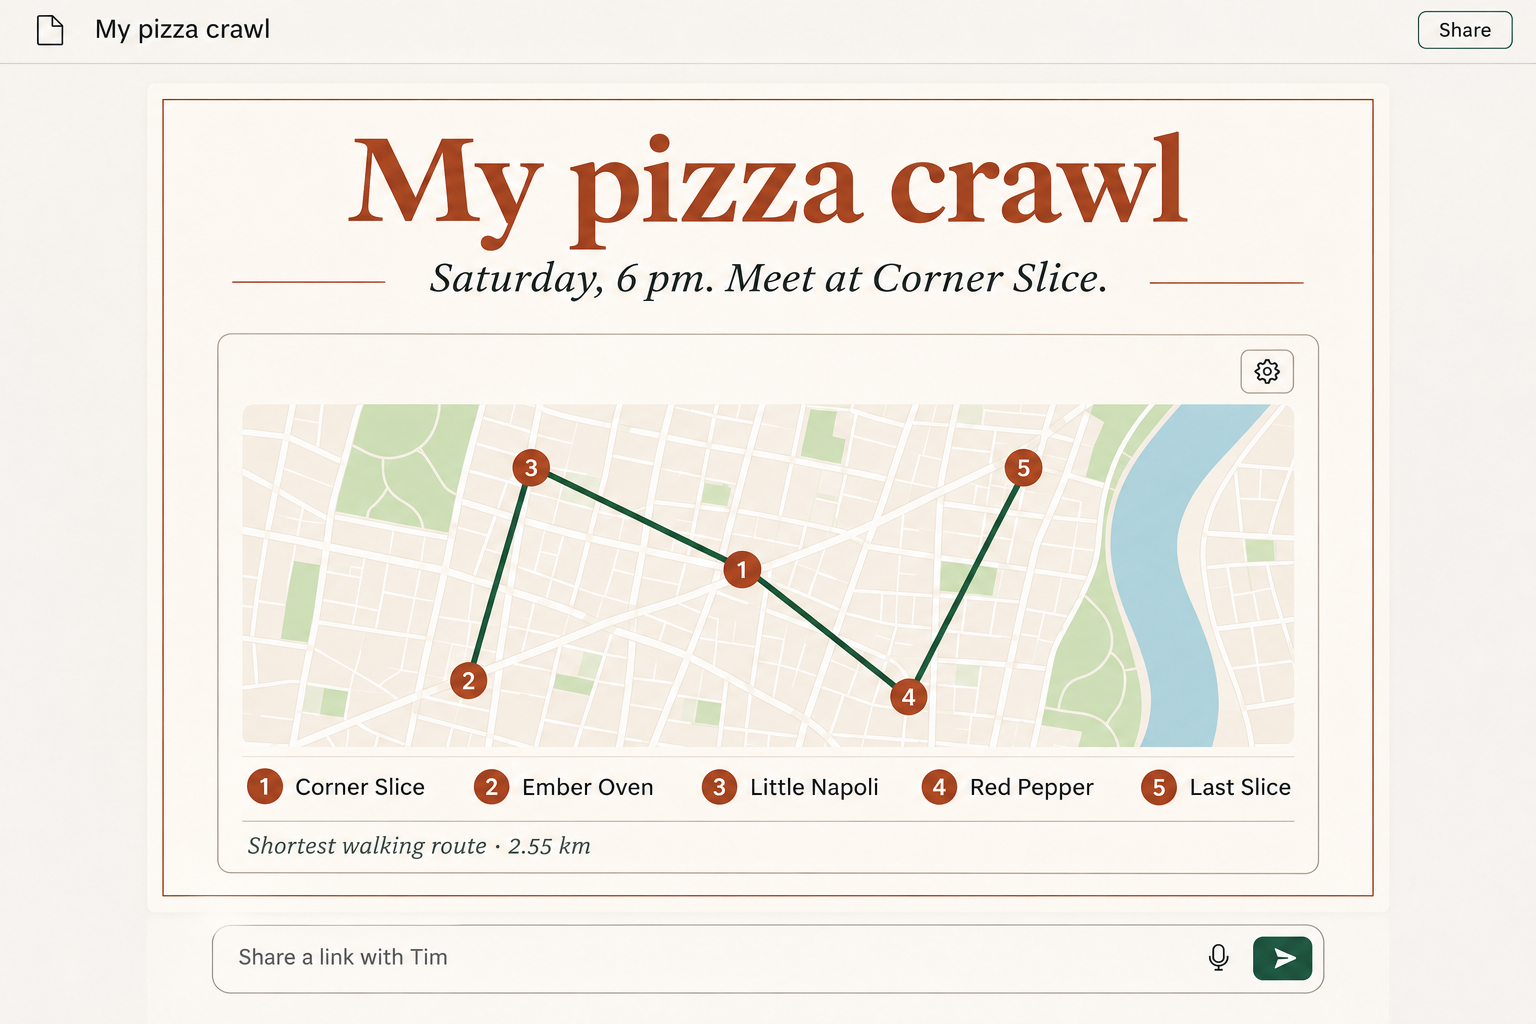 My pizza crawl
Share
My pizza crawl
Saturday, 6 pm. Meet at Corner Slice.
3
5
1
2
4
1 Corner Slice
2 Ember Oven
3 Little Napoli
4 Red Pepper
5 Last Slice
Shortest walking route · 2.55 km
Share a link with Tim